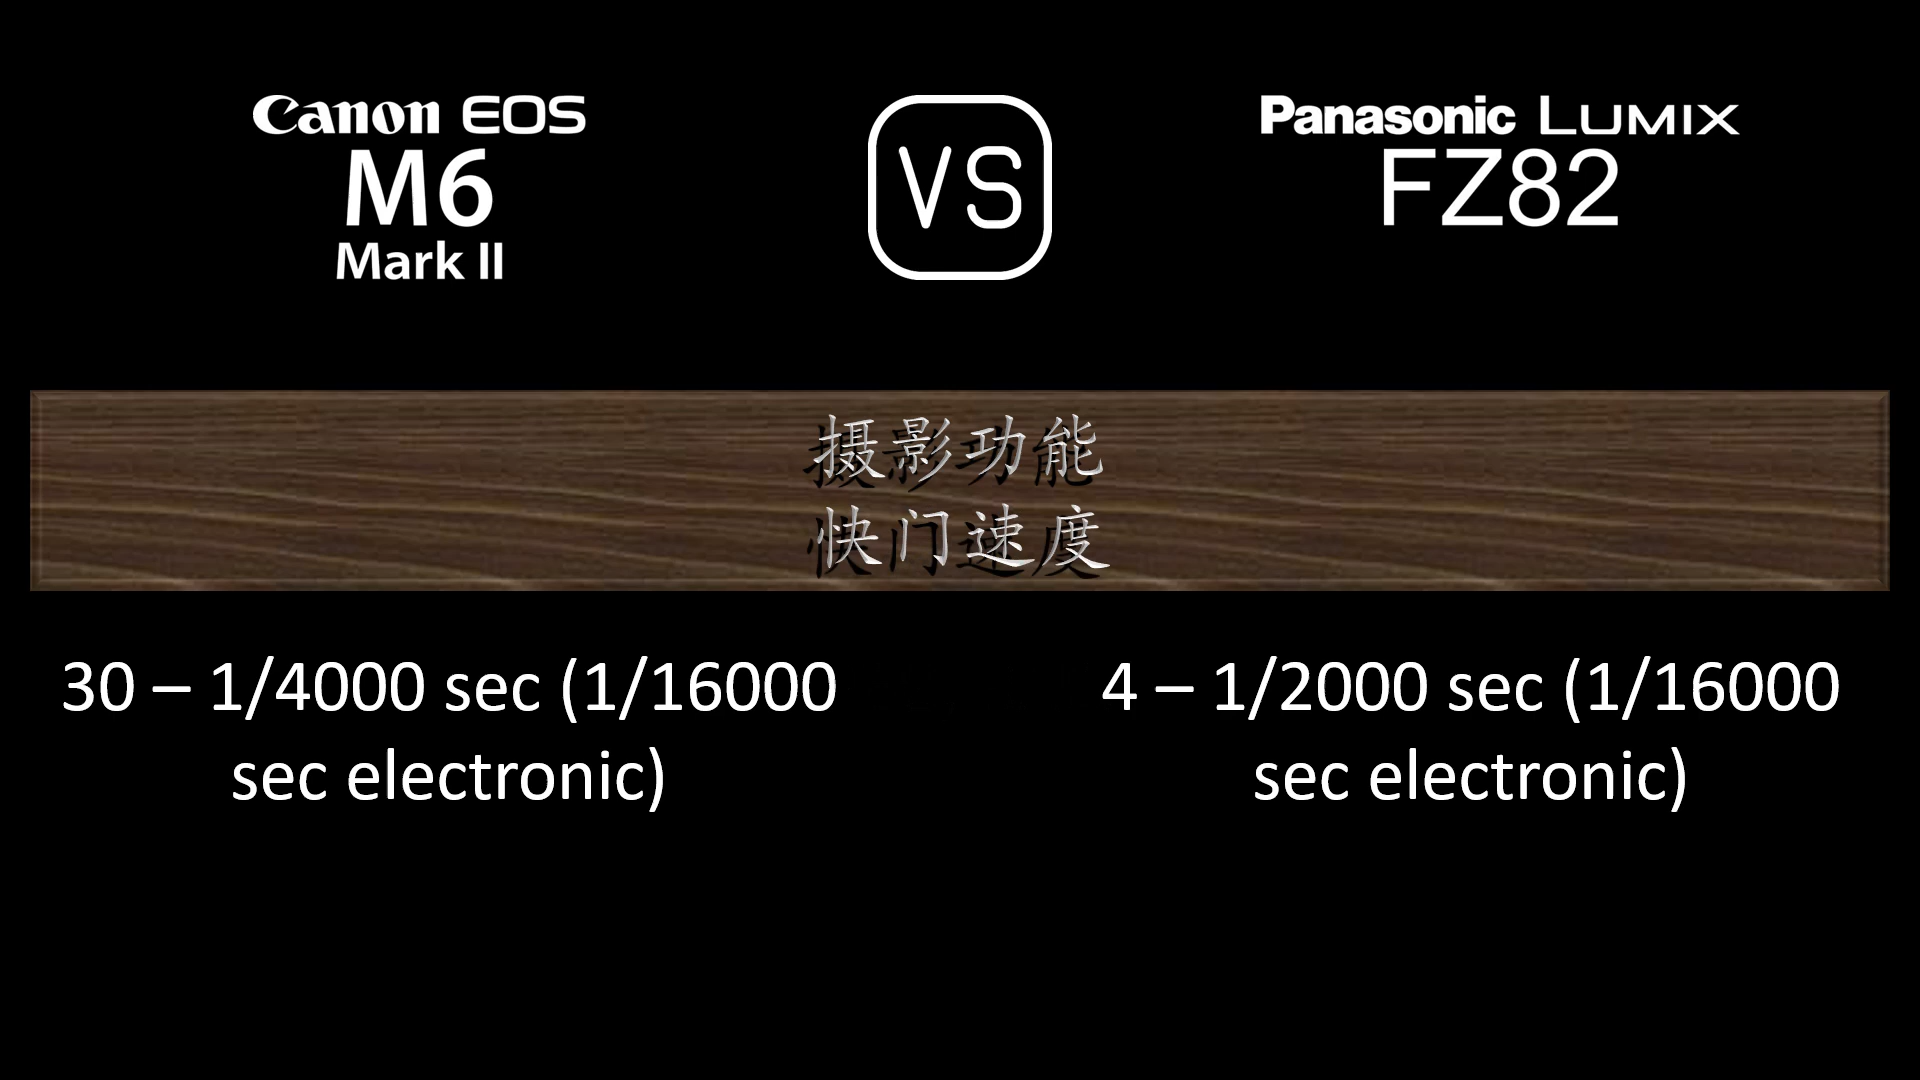 Canon EOS
M6
Mark II
VS
Panasonic LUMIX
FZ82
摄影功能
快门速度
30 – 1/4000 sec (1/16000
sec electronic)
4 – 1/2000 sec (1/16000
sec electronic)